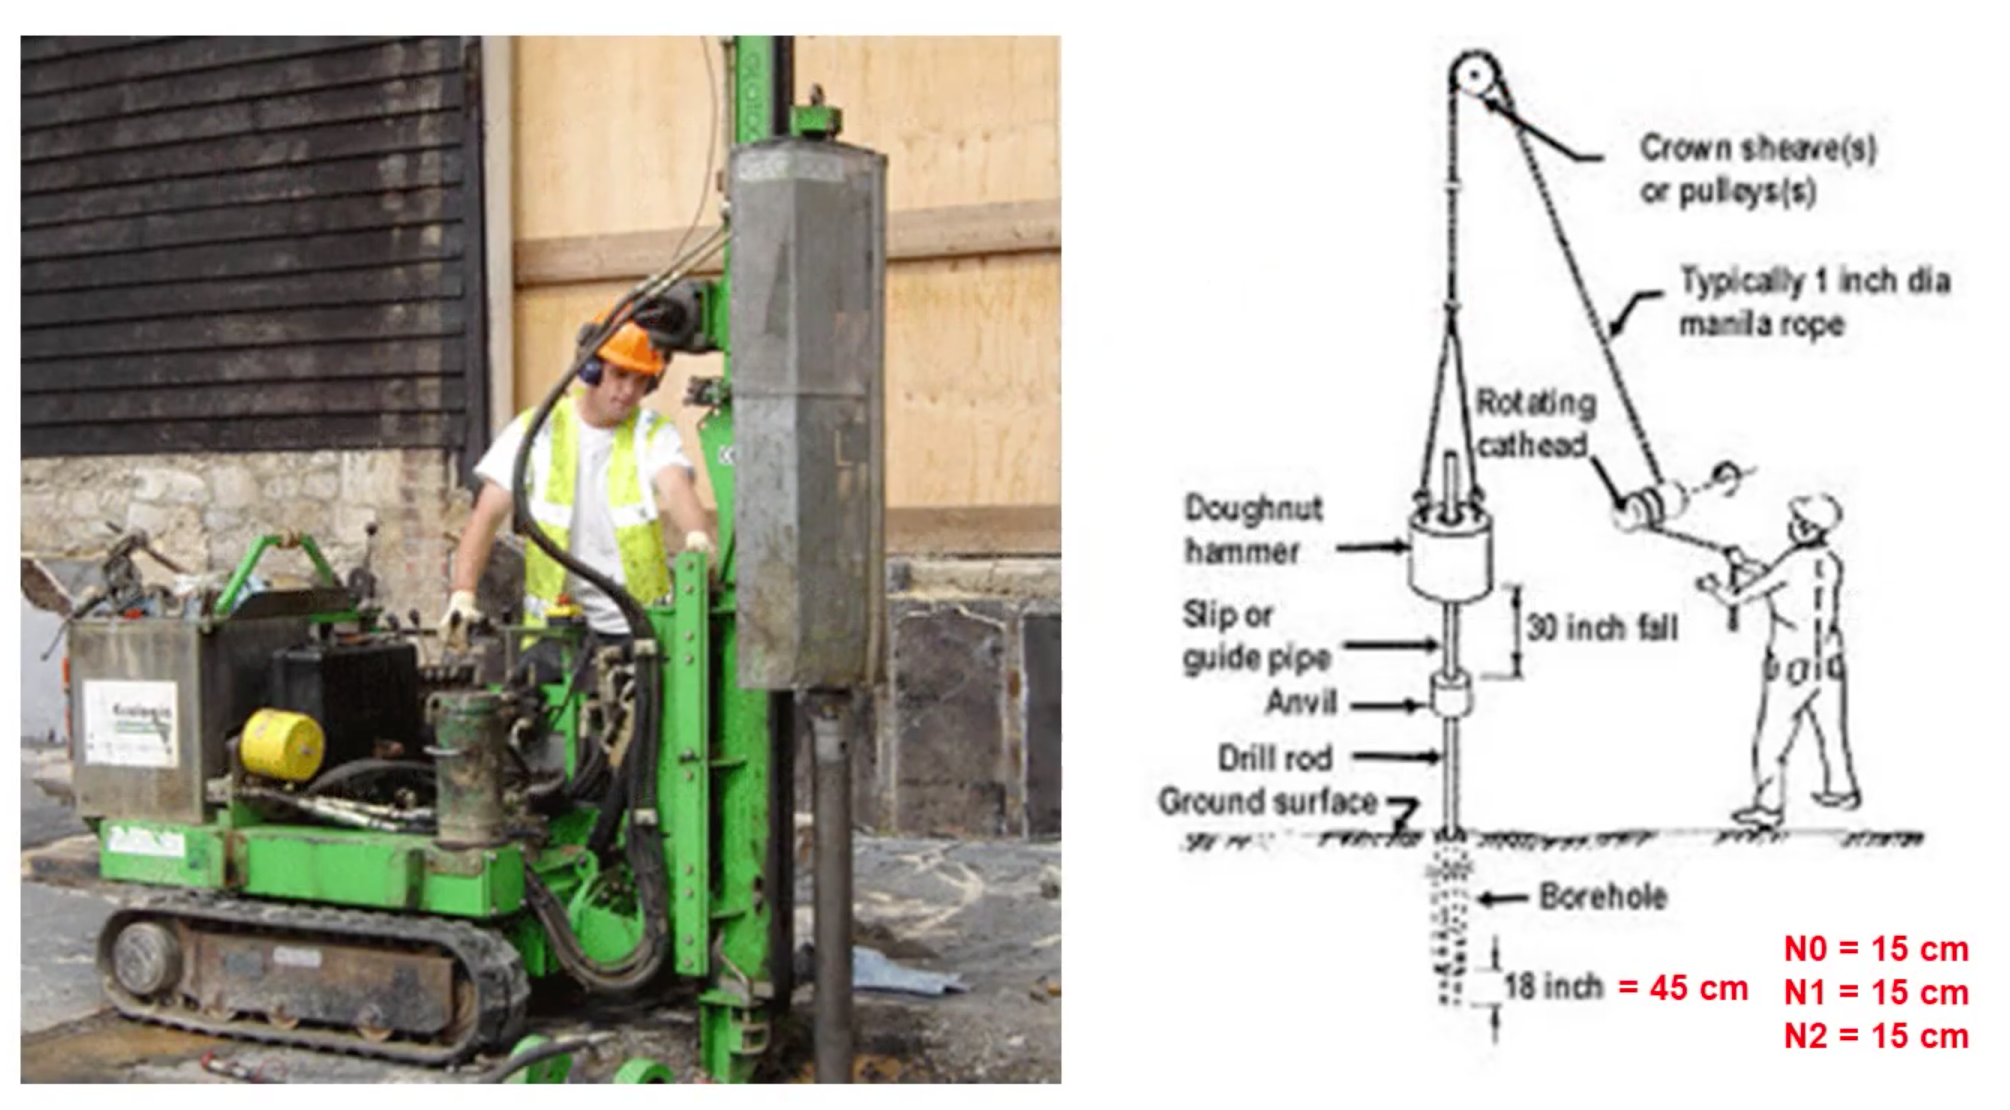 Crown sheave(s)
or pulleys(s)
Typically 1 inch dia
manila rope
Rotating
cathead
Doughnut
hammer
Slip or
guide pipe
30 inch fall
Anvil
Drill rod
Ground surface
Borehole
18 inch = 45 cm
N0 = 15 cm
N1 = 15 cm
N2 = 15 cm